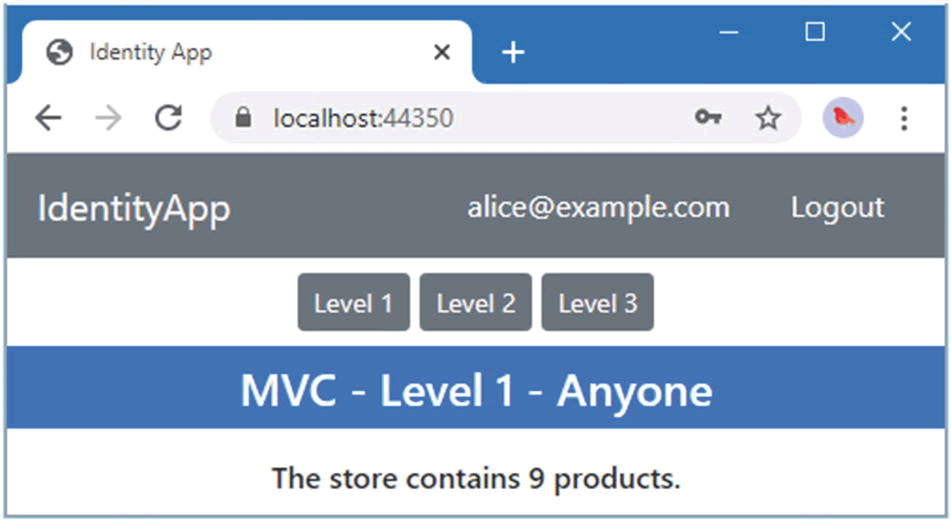 Identity App
localhost:44350
IdentityApp alice@example.com Logout
Level 1 Level 2 Level 3
MVC - Level 1 - Anyone
The store contains 9 products.